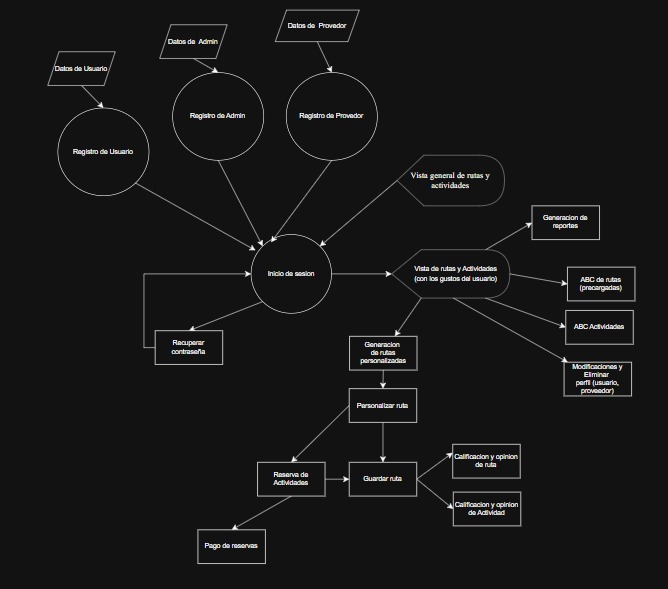 Datos de Provedor
Datos de Admin
Datos de Usuario
Registro de Admin
Registro de Provedor
Registro de Usuario
Vista general de rutas y
actividades
Generacion de
reportes
Inicio de sesion
Vista de rutas y Actividades
(con los gustos del usuario)
ABC de rutas
(precargadas)
ABC Actividades
Recuperar
contraseña
Generacion
de rutas
personalizadas
Modificaciones y
Eliminar
perfil (usuario,
proveedor)
Personalizar ruta
Calificacion y opinion
de ruta
Reserva de
Actividades
Guardar ruta
Calificacion y opinion
de Actividad
Pago de reservas